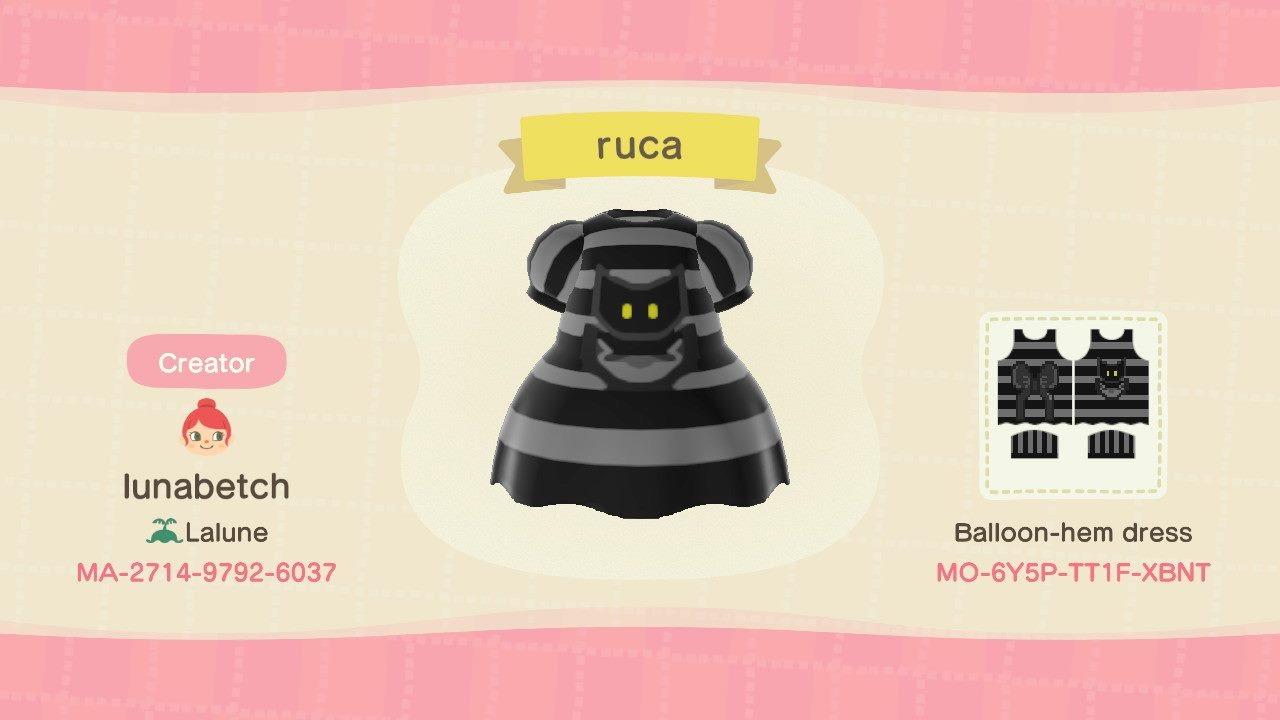 ruca
Creator
lunabetch
Lalune
MA-2714-9792-6037
Balloon-hem dress
MO-6Y5P-TT1F-XBNT